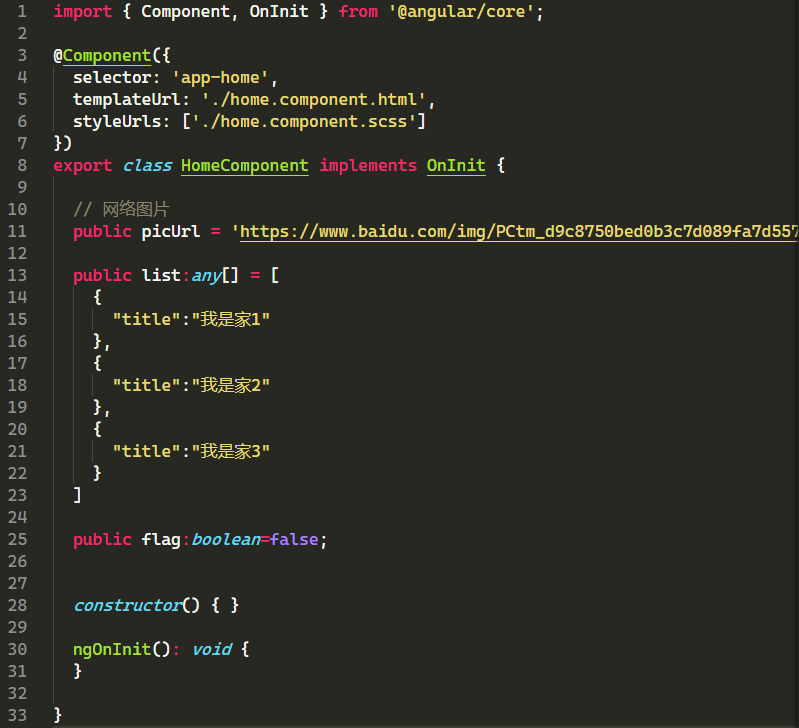 1 import { Component, OnInit } from '@angular/core';
2
3 @Component({
4   selector: 'app-home',
5   templateUrl: './home.component.html',
6   styleUrls: ['./home.component.scss']
7 })
8 export class HomeComponent implements OnInit {
9
10   // 网络图片
11   public picUrl = 'https://www.baidu.com/img/PCtm_d9c8750bed0b3c7d089fa7d557
12
13   public list:any[] = [
14     {
15       "title":"我是家1"
16     },
17     {
18       "title":"我是家2"
19     },
20     {
21       "title":"我是家3"
22     }
23   ]
24
25   public flag:boolean=false;
26
27
28   constructor() { }
29
30   ngOnInit(): void {
31   }
32
33 }